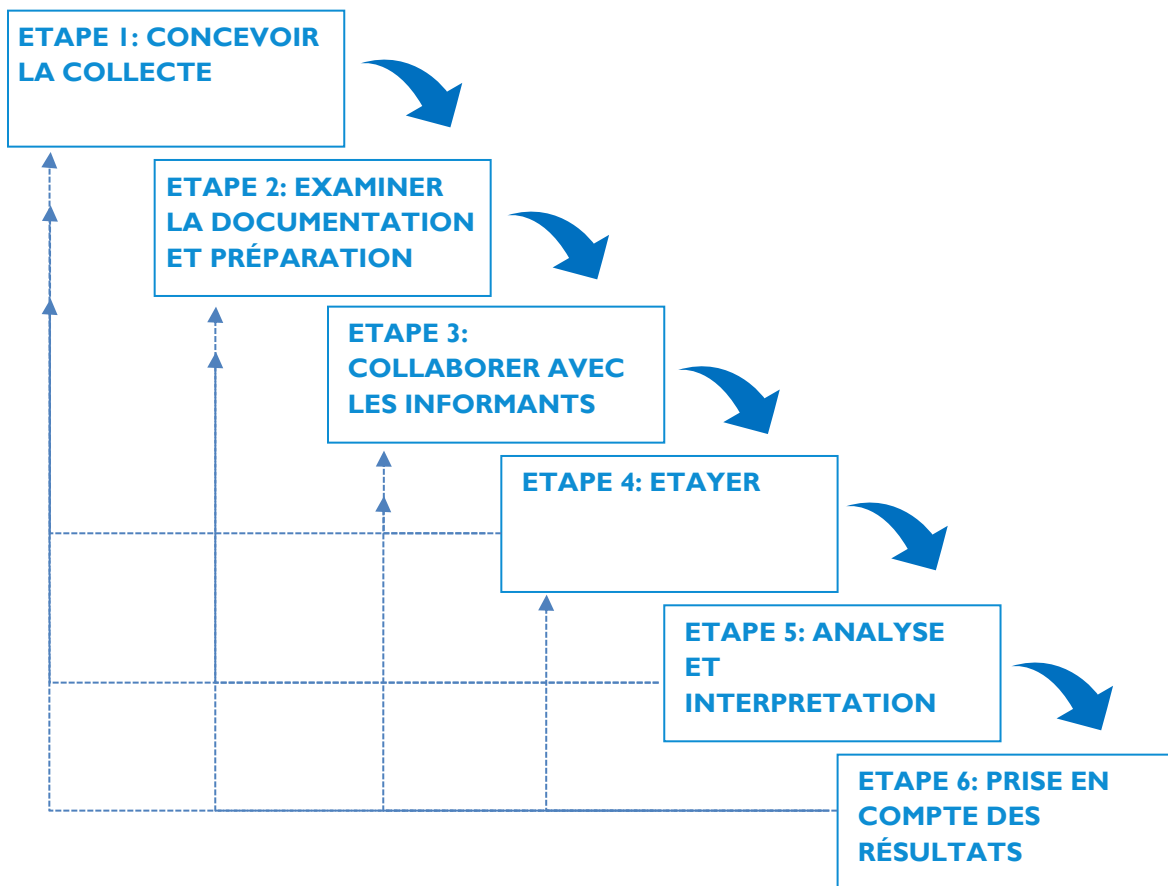 ETAPE 1: CONCEVOIR
LA COLLECTE
ETAPE 2: EXAMINER
LA DOCUMENTATION
ET PRÉPARATION
ETAPE 3:
COLLABORER AVEC
LES INFORMANTS
ETAPE 4: ETAYER
ETAPE 5: ANALYSE
ET
INTERPRETATION
ETAPE 6: PRISE EN
COMPTE DES
RÉSULTATS